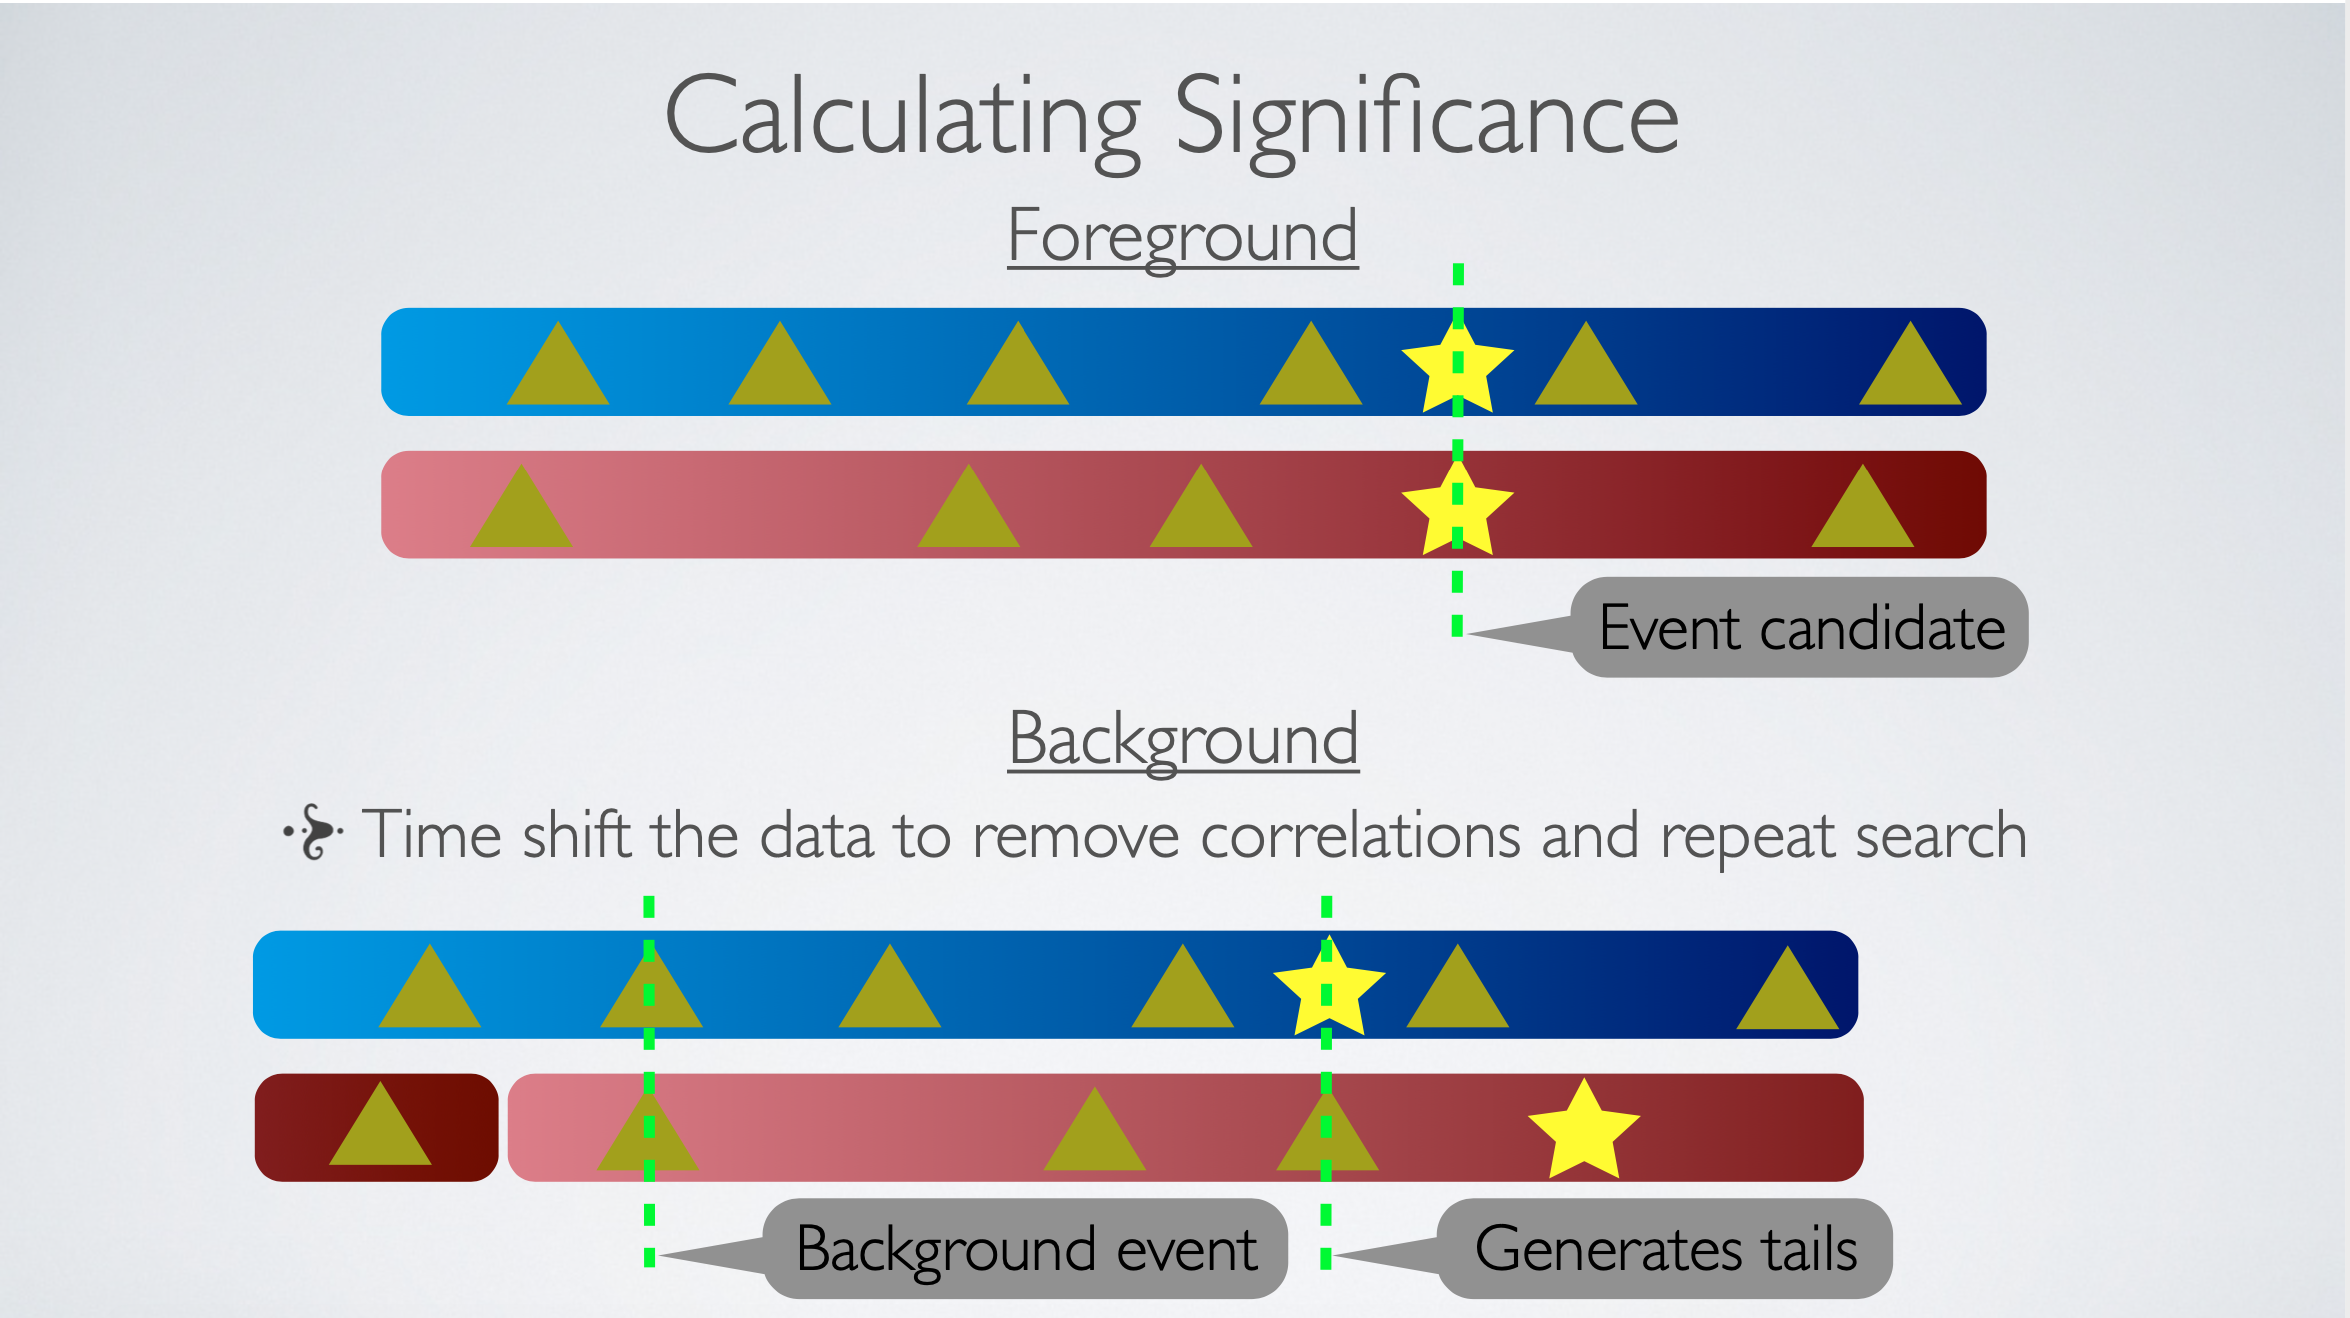 Calculating Significance
Foreground
Event candidate
Background
Time shift the data to remove correlations and repeat search
Background event
Generates tails